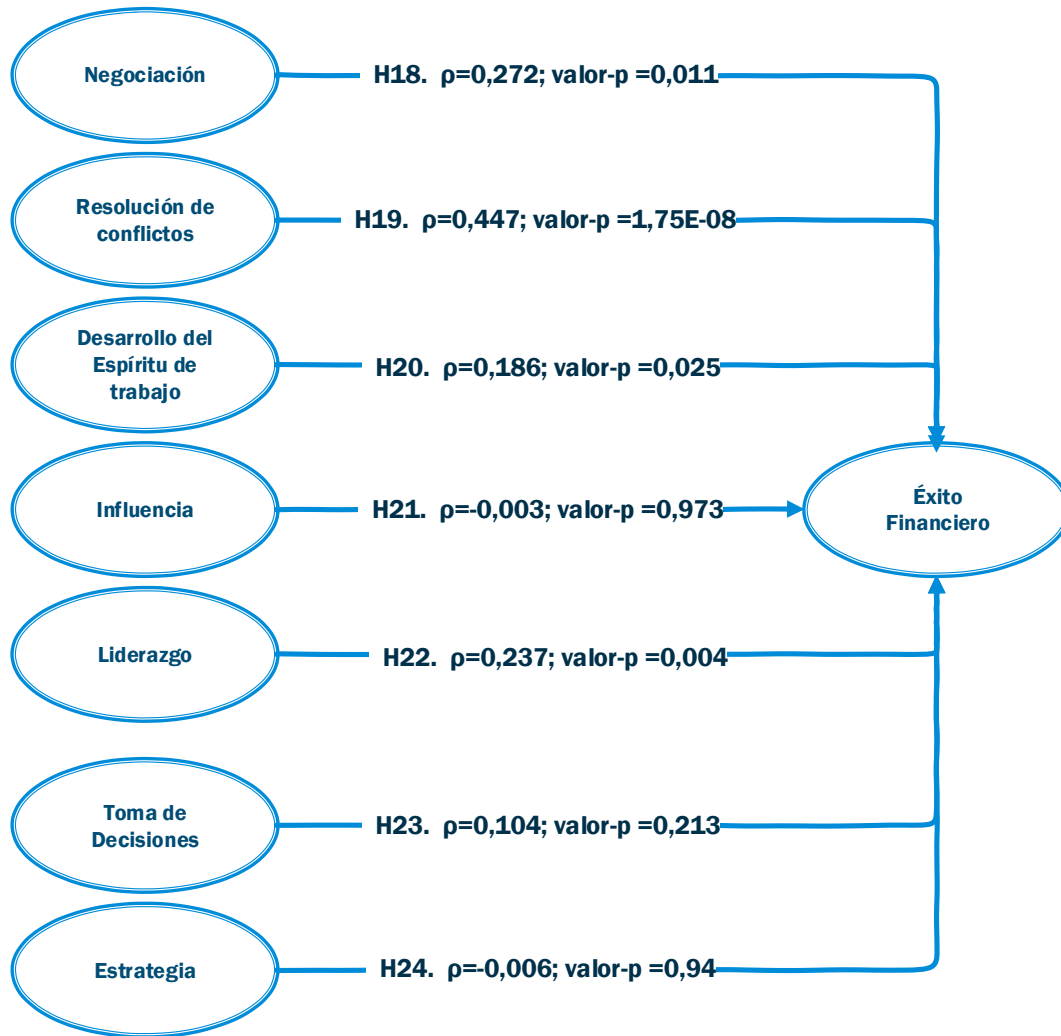 Negociación
H18. ρ=0,272; valor-p =0,011
Resolución de
conflictos
H19. ρ=0,447; valor-p =1,75E-08
Desarrollo del
Espíritu de
trabajo
H20. ρ=0,186; valor-p =0,025
Influencia
H21. ρ=-0,003; valor-p =0,973
Éxito
Financiero
Liderazgo
H22. ρ=0,237; valor-p =0,004
Toma de
Decisiones
H23. ρ=0,104; valor-p =0,213
Estrategia
H24. ρ=-0,006; valor-p =0,94